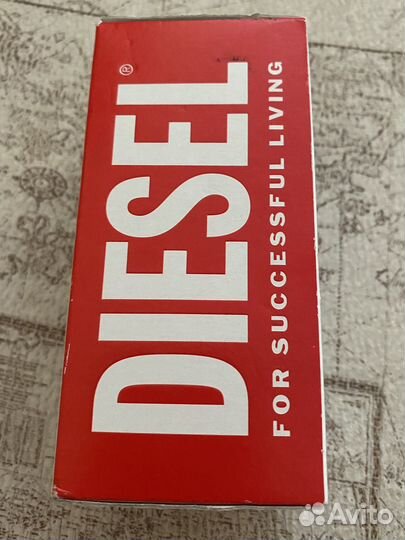 DIESEL®
FOR SUCCESSFUL LIVING
Avito